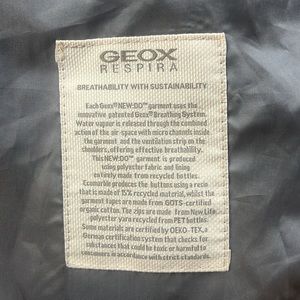 GEOX
RESPIRA
BREATHABILITY WITH SUSTAINABILITY
Each Geox® NEW:DO™ garment uses the
innovative patented Geox® Breathing System.
Water vapour is released through the combined
action of the air-space with micro channels inside
the garment and the ventilation strip on the
shoulders, offering effective breathability.
This NEW:DO™ garment is produced
using polyester fabric and lining
entirely made from recycled bottles.
Ecomarble produces the buttons using a resin
that is made of 15% recycled material, whilst the
garment tapes are made from GOTS-certified
organic cotton. The zips are made from New Life
polyester yarn recycled from PET bottles.
Some materials are certified by OEKO-TEX, a
German certification system that checks for
substances that could be toxic or harmful to
consumers in accordance with strict standards.